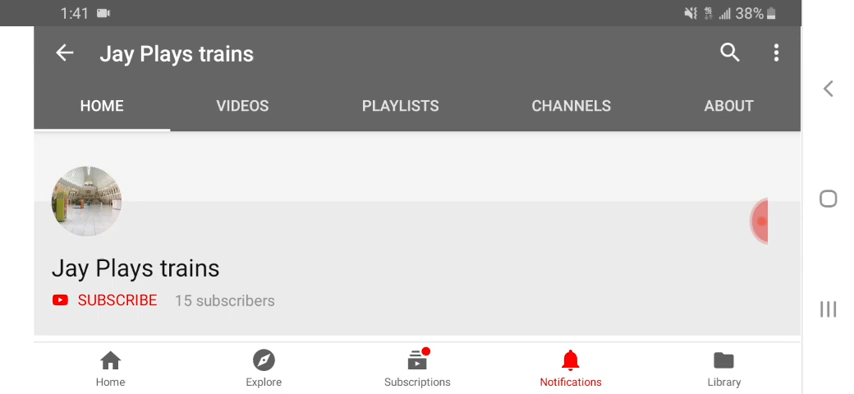 1:41 38%
Jay Plays trains
HOME VIDEOS PLAYLISTS CHANNELS ABOUT
Jay Plays trains
SUBSCRIBE 15 subscribers
Home Explore Subscriptions Notifications Library